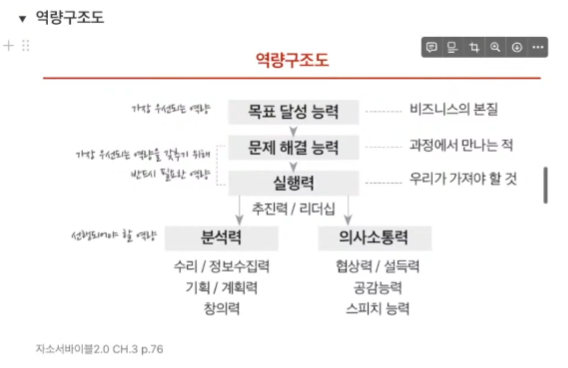 역량구조도
역량구조도
가장 우선되는 역량
목표 달성 능력
비즈니스의 본질
가장 우선되는 역량을 갖추기 위해
반드시 필요한 역량
문제 해결 능력
과정에서 만나는 적
실행력
우리가 가져야 할 것
추진력 / 리더십
선행되어야 할 역량
분석력
의사소통력
수리 / 정보수집력
협상력 / 설득력
기획 / 계획력
공감능력
창의력
스피치 능력
자소서바이블2.0 CH.3 p.76